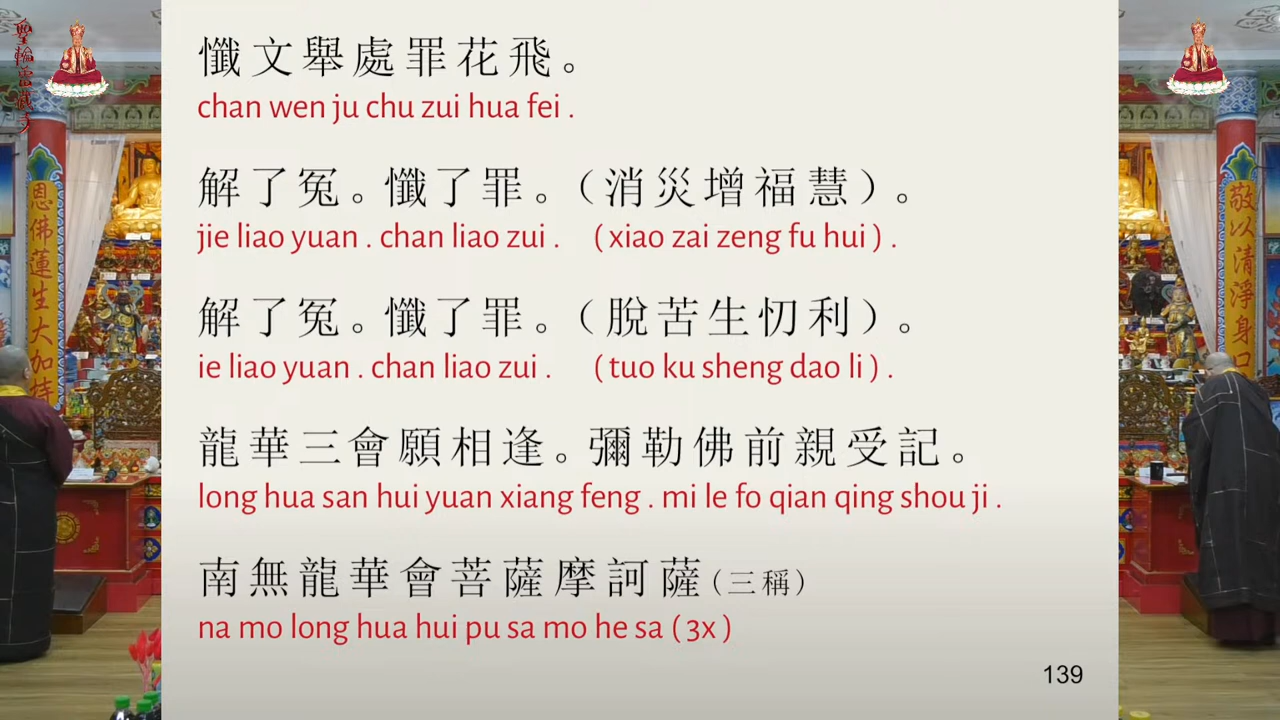 聖輪雷藏寺
恩佛蓮生大加持
敬以清淨身口
懺文舉處罪花飛。
chan wen ju chu zui hua fei .
解了冤。懺了罪。（消災增福慧）。
jie liao yuan . chan liao zui . ( xiao zai zeng fu hui ) .
解了冤。懺了罪。（脫苦生忉利）。
ie liao yuan . chan liao zui . ( tuo ku sheng dao li ) .
龍華三會願相逢。彌勒佛前親受記。
long hua san hui yuan xiang feng . mi le fo qian qing shou ji .
南無龍華會菩薩摩訶薩（三稱）
na mo long hua hui pu sa mo he sa ( 3x )
139